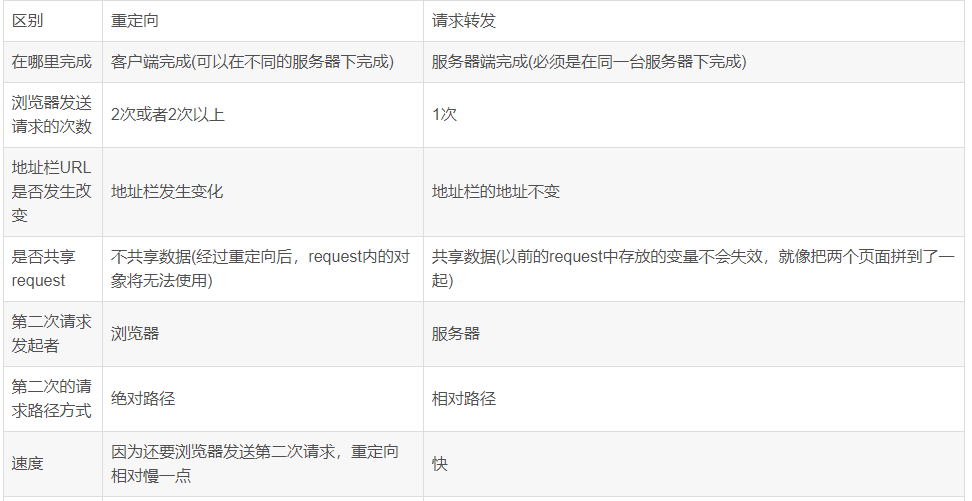 区别
重定向
请求转发
在哪里完成
客户端完成(可以在不同的服务器下完成)
服务器端完成(必须是在同一台服务器下完成)
浏览器发送
请求的次数
2次或者2次以上
1次
地址栏URL
是否发生改
变
地址栏发生变化
地址栏的地址不变
是否共享
request
不共享数据(经过重定向后，request内的对
象将无法使用)
共享数据(以前的request中存放的变量不会失效，就像把两个页面拼到了一
起)
第二次请求
发起者
浏览器
服务器
第二次的请
求路径方式
绝对路径
相对路径
速度
因为还要浏览器发送第二次请求，重定向
相对慢一点
快